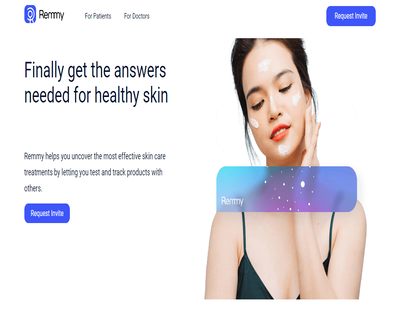 Remmy
For Patients
For Doctors
Request Invite
Finally get the answers
needed for healthy skin
Remmy helps you uncover the most effective skin care
treatments by letting you test and track products with
others.
Request Invite
Remmy